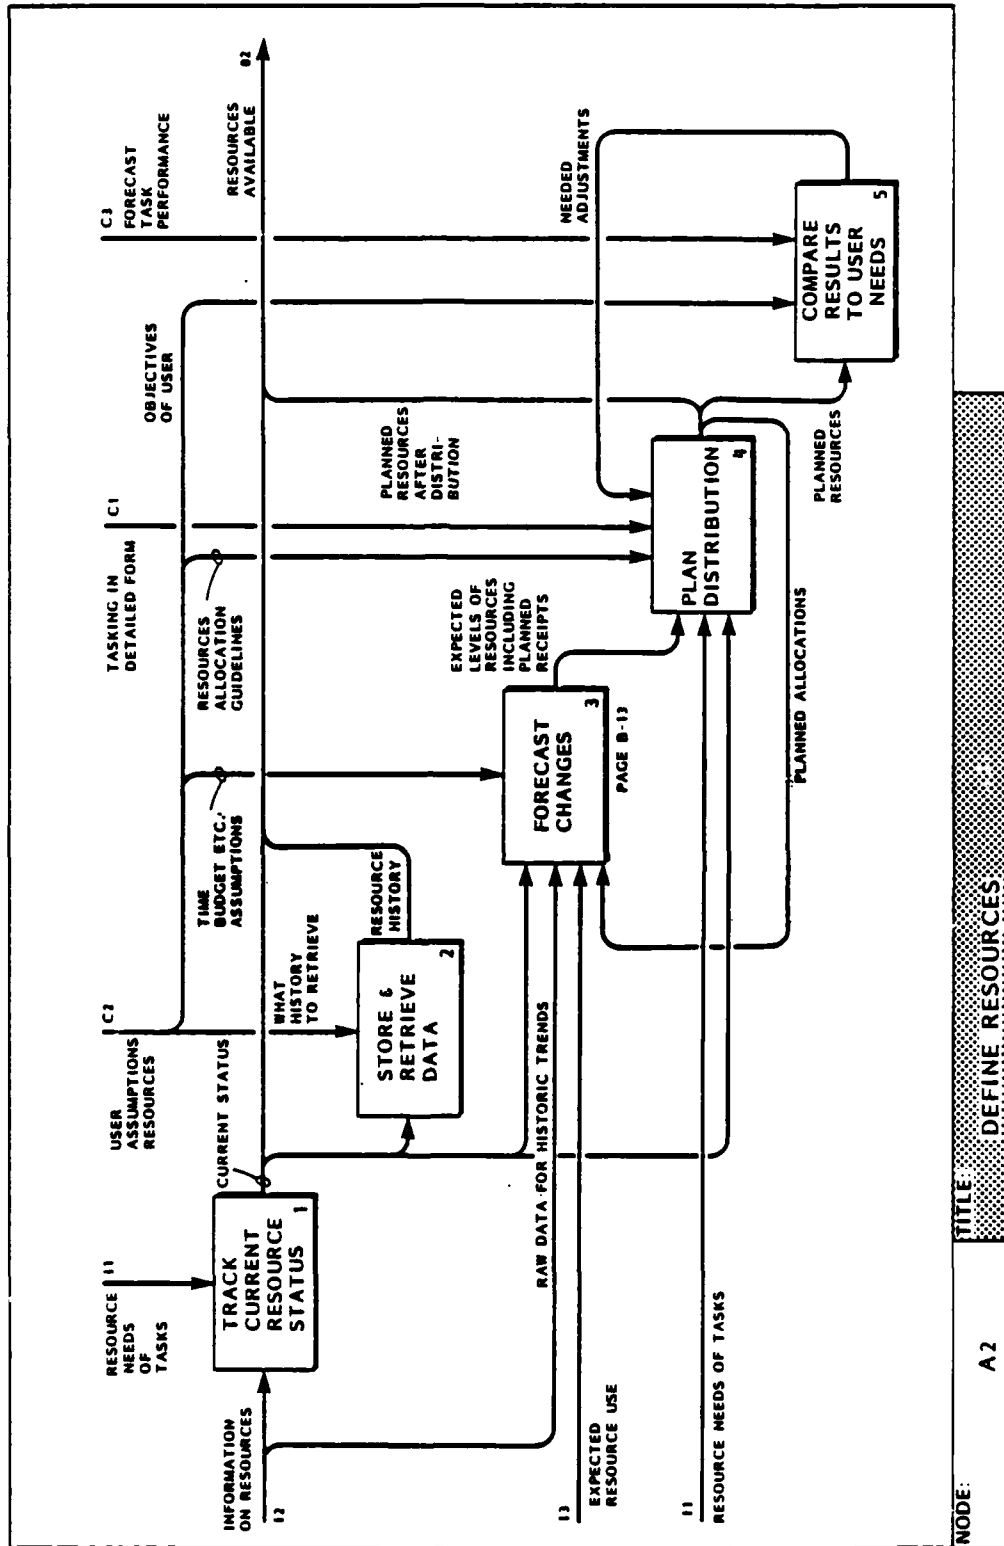 RESOURCE
NEEDS
OF
TASKS
I1
USER
ASSUMPTIONS
RESOURCES
C2
TASKING IN
DETAILED FORM
C1
C3
FORECAST
TASK
PERFORMANCE
OBJECTIVES
OF USER
TIME
BUDGET ETC.
ASSUMPTIONS
RESOURCES
ALLOCATION
GUIDELINES
RESOURCES
AVAILABLE
02
INFORMATION
ON RESOURCES
I2
TRACK
CURRENT
RESOURCE
STATUS
1
CURRENT STATUS
WHAT
HISTORY
TO RETRIEVE
STORE &
RETRIEVE
DATA
2
RESOURCE
HISTORY
RAW DATA FOR HISTORIC TRENDS
EXPECTED
LEVELS OF
RESOURCES
INCLUDING
PLANNED
RECEIPTS
PLANNED
RESOURCES
AFTER
DISTRI-
BUTION
NEEDED
ADJUSTMENTS
I3
EXPECTED
RESOURCE USE
FORECAST
CHANGES
3
PAGE B-13
I1
RESOURCE NEEDS OF TASKS
PLAN
DISTRIBUTION
4
PLANNED ALLOCATIONS
PLANNED
RESOURCES
COMPARE
RESULTS
TO USER
NEEDS
5
NODE:
A2
TITLE:
DEFINE RESOURCES